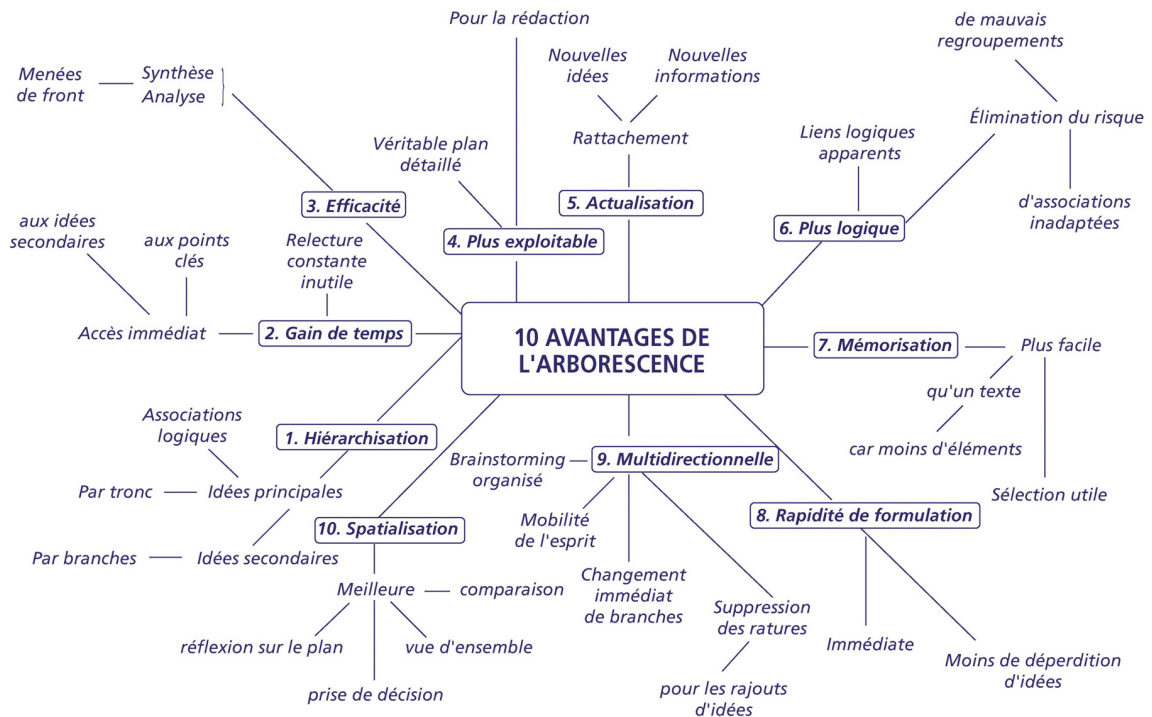 Pour la rédaction
de mauvais
regroupements
Nouvelles
idées
Nouvelles
informations
Menées
de front
Synthèse
Analyse
Élimination du risque
Rattachement
Liens logiques
apparents
Véritable plan
détaillé
3. Efficacité
5. Actualisation
d'associations
inadaptées
6. Plus logique
4. Plus exploitable
aux idées
secondaires
aux points
clés
Relecture
constante
inutile
Accès immédiat
2. Gain de temps
10 AVANTAGES DE
L'ARBORESCENCE
7. Mémorisation
Plus facile
qu'un texte
car moins d'éléments
Sélection utile
Associations
logiques
1. Hiérarchisation
Par tronc
Idées principales
Par branches
Idées secondaires
Brainstorming
organisé
9. Multidirectionnelle
8. Rapidité de formulation
10. Spatialisation
Mobilité
de l'esprit
Changement
immédiat
de branches
Meilleure
comparaison
Suppression
des ratures
réflexion sur le plan
vue d'ensemble
Immédiate
Moins de déperdition
d'idées
prise de décision
pour les rajouts
d'idées